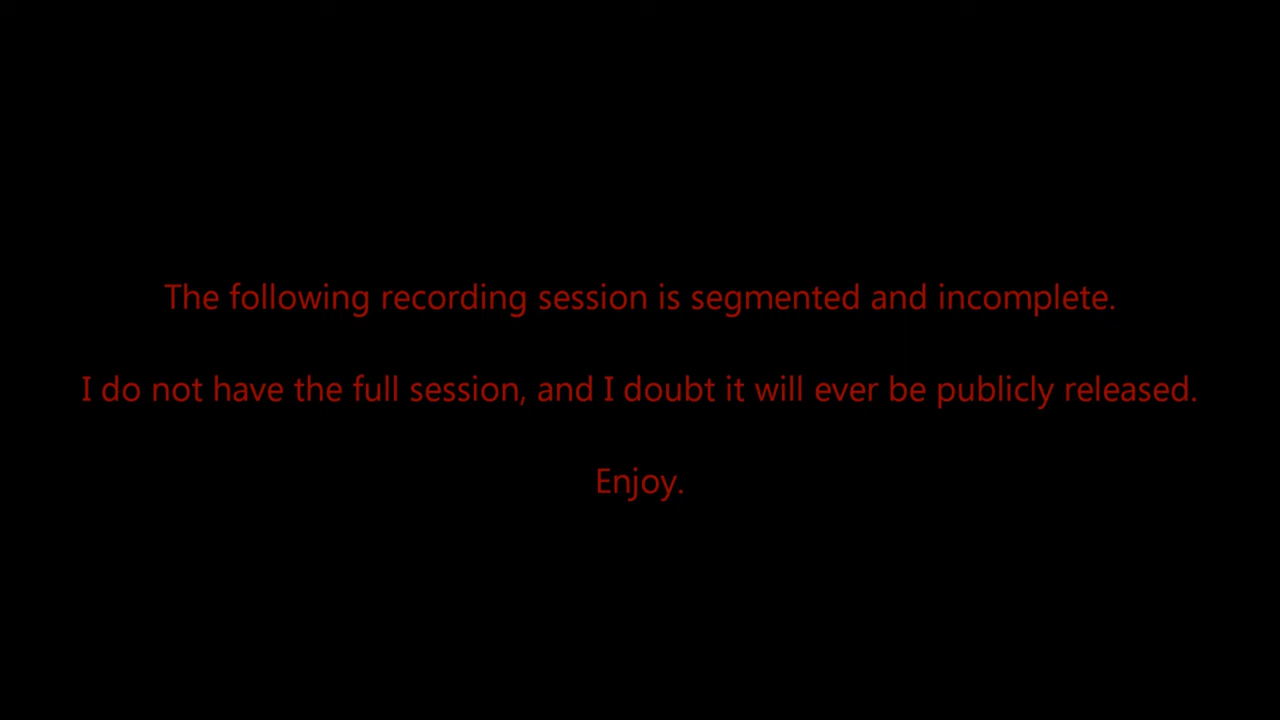 The following recording session is segmented and incomplete.
I do not have the full session, and I doubt it will ever be publicly released.
Enjoy.